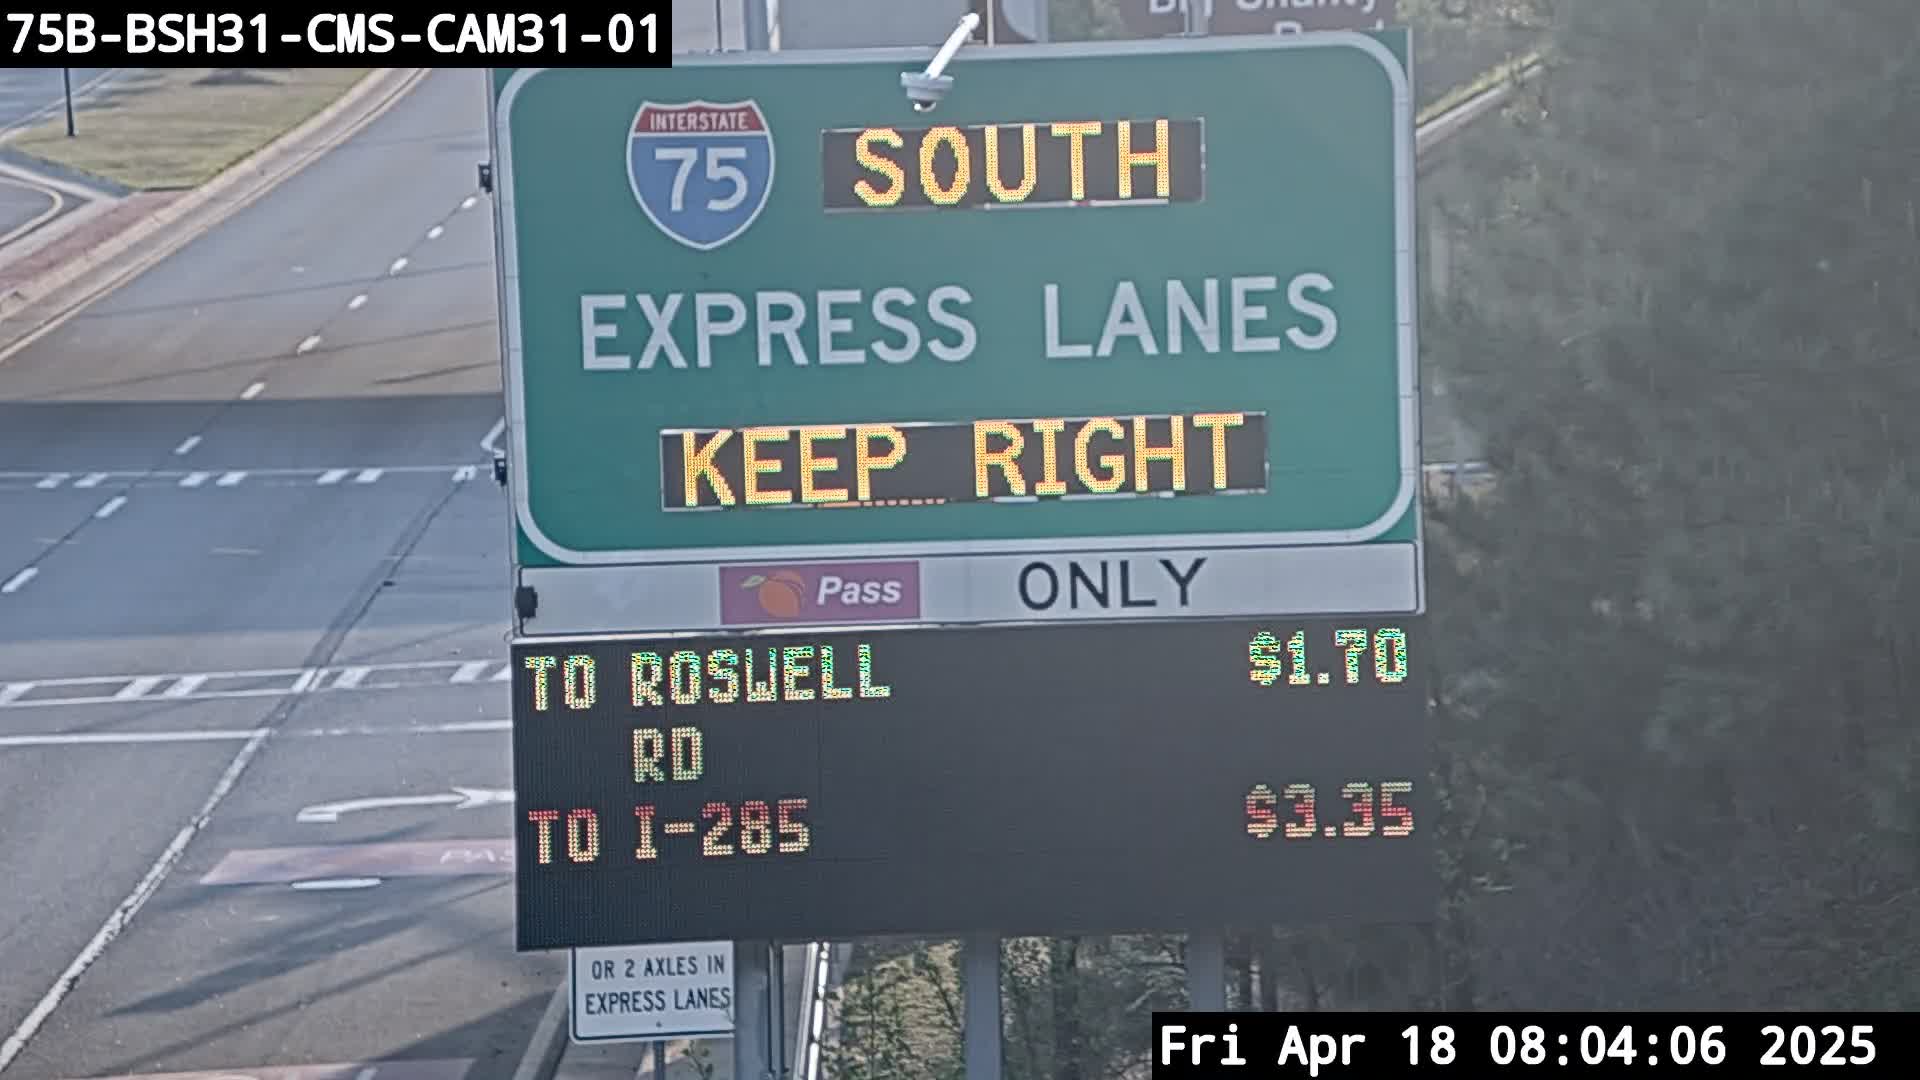 75B-BSH31-CMS-CAM31-01
INTERSTATE
75
SOUTH
EXPRESS LANES
KEEP RIGHT
Pass
ONLY
TO ROSWELL $1.70
RD
TO I-285 $3.35
OR 2 AXLES IN
EXPRESS LANES
Fri Apr 18 08:04:06 2025